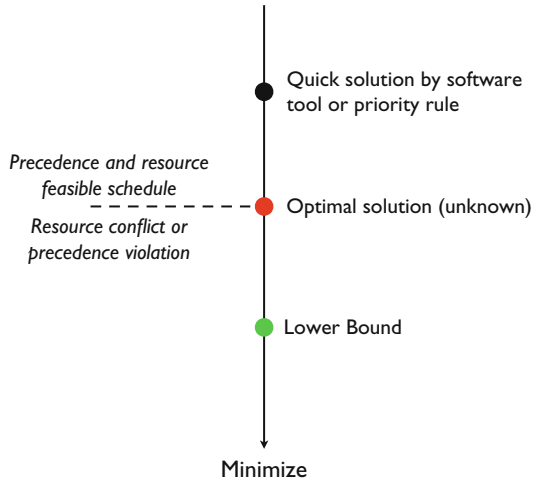 Quick solution by software
tool or priority rule
Precedence and resource
feasible schedule
Optimal solution (unknown)
Resource conflict or
precedence violation
Lower Bound
Minimize